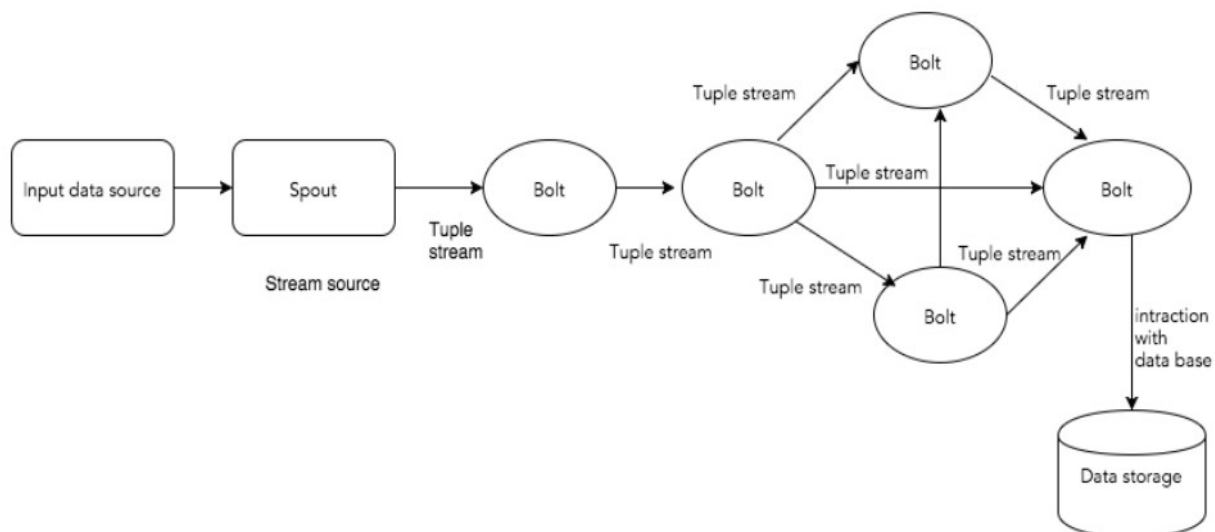 Bolt
Tuple stream
Tuple stream
Input data source
Spout
Bolt
Bolt
Tuple stream
Bolt
Tuple
stream
Tuple stream
Tuple stream
Tuple stream
Stream source
Bolt
intraction
with
data base
Data storage